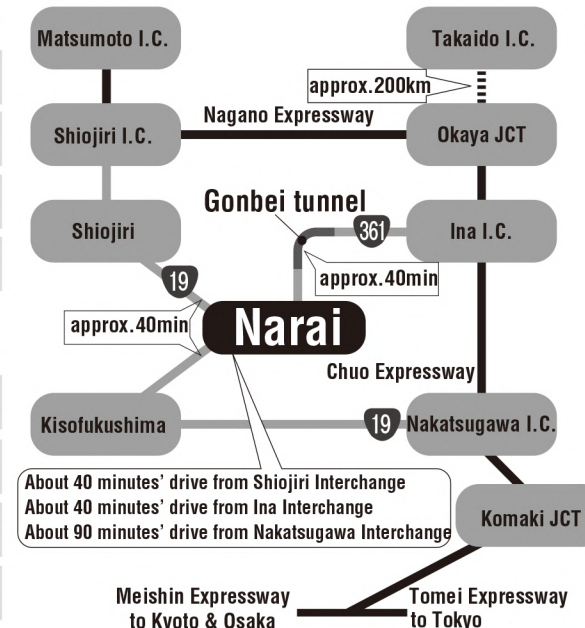 Matsumoto I.C.
Takaido I.C.
approx.200km
Nagano Expressway
Shiojiri I.C.
Okaya JCT
Gonbei tunnel
Shiojiri
361
Ina I.C.
19
approx.40min
approx.40min
Narai
Chuo Expressway
Kisofukushima
19
Nakatsugawa I.C.
About 40 minutes’ drive from Shiojiri Interchange
About 40 minutes’ drive from Ina Interchange
About 90 minutes’ drive from Nakatsugawa Interchange
Komaki JCT
Meishin Expressway
to Kyoto & Osaka
Tomei Expressway
to Tokyo